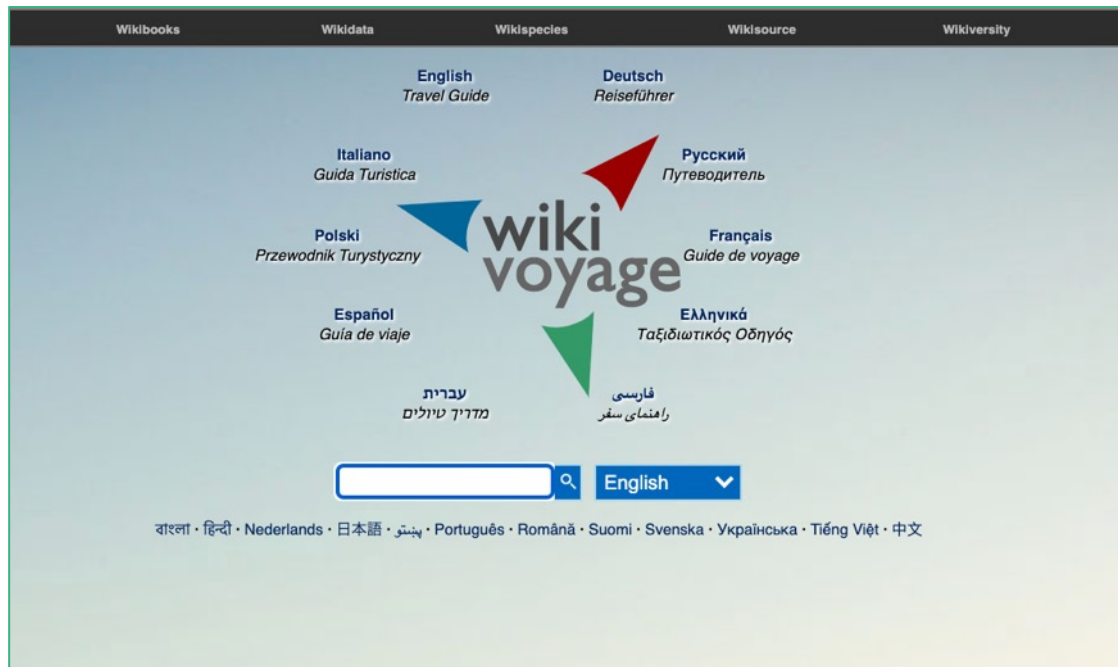 Wikibooks Wikidata Wikispecies Wikisource Wikiversity
English Deutsch
Travel Guide Reiseführer
Italiano Русский
Guida Turistica Путеводитель
wiki
voyage
Polski Français
Przewodnik Turystyczny Guide de voyage
Español Ελληνικά
Guía de viaje Ταξιδιωτικός Οδηγός
עברית فارسی
מדריך טיולים راهنمای سفر
English
বাংলা · हिन्दी · Nederlands · 日本語 · پښتو · Português · Română · Suomi · Svenska · Українська · Tiếng Việt · 中文